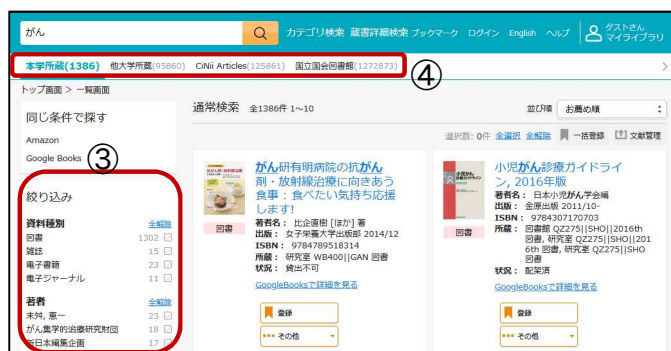 がん
カテゴリ検索 蔵書詳細検索 ブックマーク ログイン English ヘルプ ゲストさん マイライブラリ
本学所蔵(1386) 他大学所蔵(95860) CiNii Articles(125861) 国立国会図書館(1272873)
④
トップ画面 > 一覧画面
同じ条件で探す
Amazon
Google Books
③
絞り込み
資料種別 全解除
図書 1302
雑誌 15
電子書籍 23
電子ジャーナル 11
著者 全解除
末舛, 恵一 23
がん集学的治療研究財団 18
新日本編集企画 17
通常検索 全1386件 1~10
並び順 お薦め順
選択数: 0件 全選択 全解除 一括登録 文献管理
がん研有明病院の抗がん
剤・放射線治療に向きあう
食事 : 食べたい気持ち応援
します!
図書
著者名 : 比企直樹 [ほか] 著
出版 : 女子栄養大学出版部 2014/12
ISBN : 9784789518314
所蔵 : 研究室 WB400||GAN 図書
状況 : 貸出不可
GoogleBooksで詳細を見る
登録
その他
小児がん診療ガイドライ
ン, 2016年版
著者名 : 日本小児がん学会編
出版 : 金原出版 2011/10-
ISBN : 9784307170703
図書
所蔵 : 図書館 QZ275||SHO||2016th
図書, 研究室 QZ275||SHO||201
6th 図書, 研究室 QZ275||SHO
図書
状況 : 配架済
GoogleBooksで詳細を見る
登録
その他